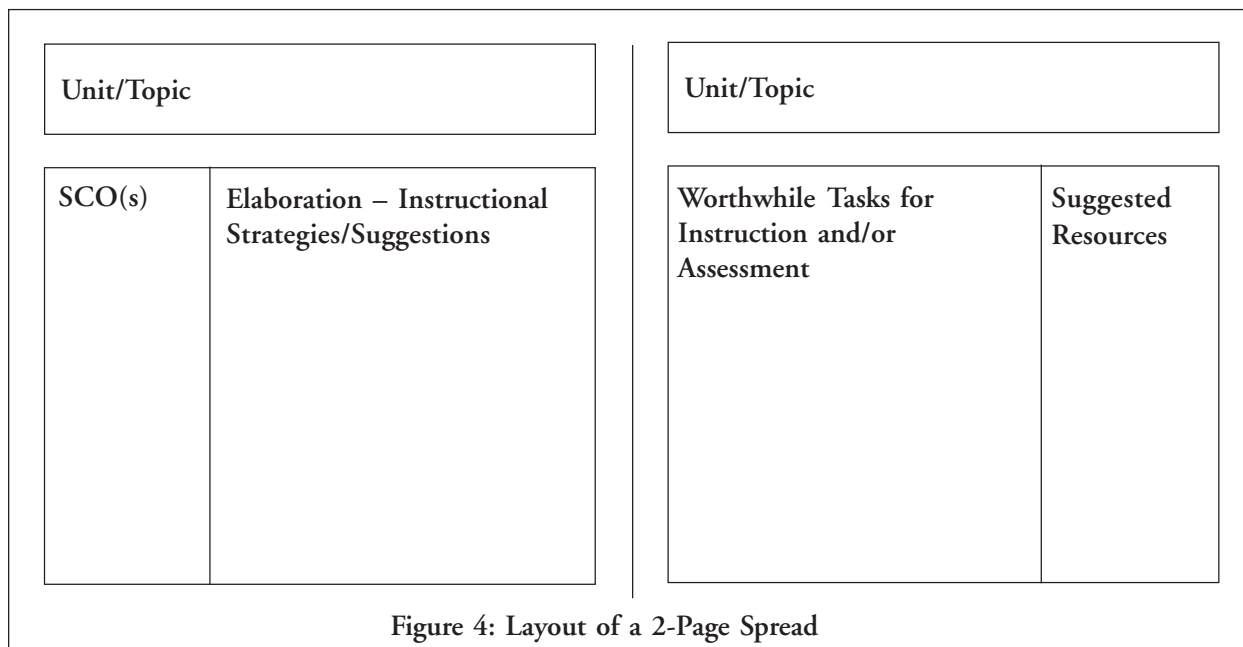 Unit/Topic
SCO(s)
Elaboration – Instructional
Strategies/Suggestions
Unit/Topic
Worthwhile Tasks for
Instruction and/or
Assessment
Suggested
Resources
Figure 4: Layout of a 2-Page Spread